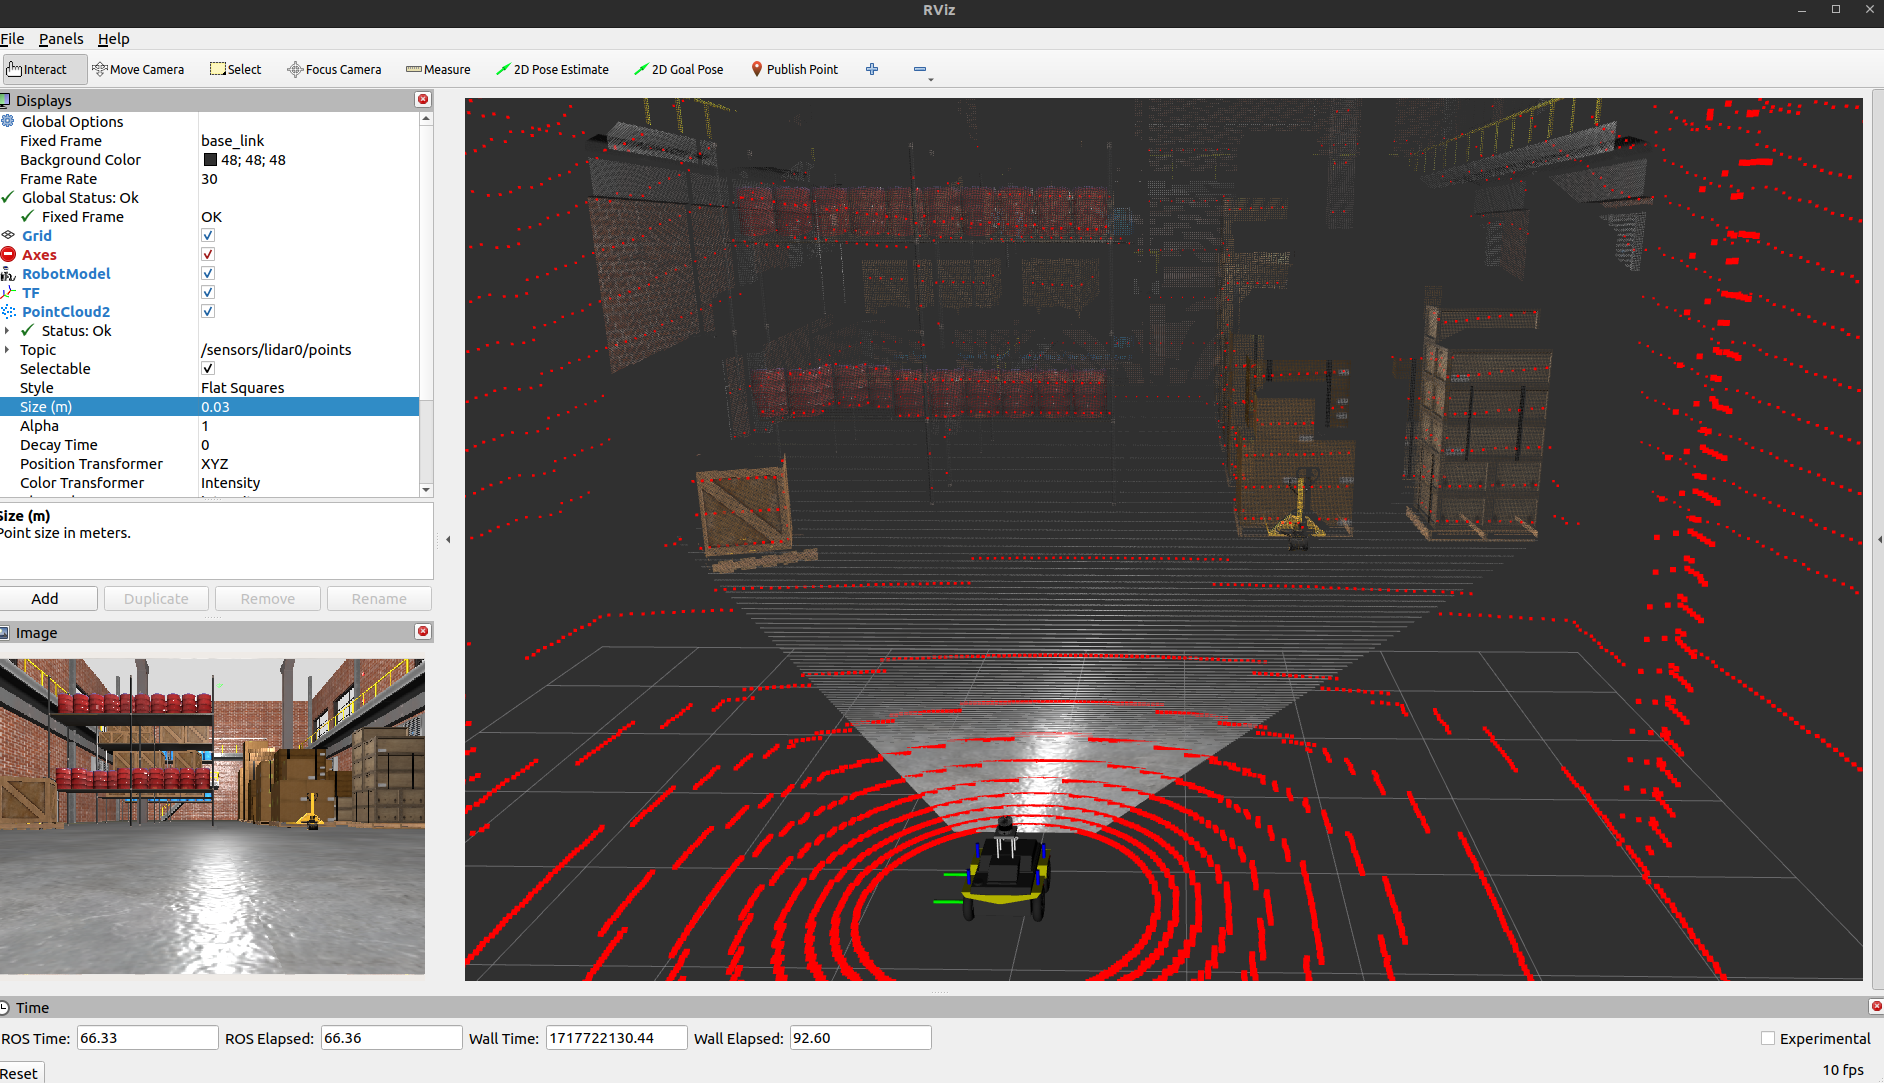 RViz
File Panels Help
Interact Move Camera Select Focus Camera Measure 2D Pose Estimate 2D Goal Pose Publish Point
Displays
Global Options
Fixed Frame base_link
Background Color 48; 48; 48
Frame Rate 30
Global Status: Ok
Fixed Frame OK
Grid
Axes
RobotModel
TF
PointCloud2
Status: Ok
Topic /sensors/lidar0/points
Selectable
Style Flat Squares
Size (m) 0.03
Alpha 1
Decay Time 0
Position Transformer XYZ
Color Transformer Intensity
Size (m)
Point size in meters.
Add Duplicate Remove Rename
Image
Time
ROS Time: 66.33 ROS Elapsed: 66.36 Wall Time: 1717722130.44 Wall Elapsed: 92.60 Experimental
Reset 10 fps